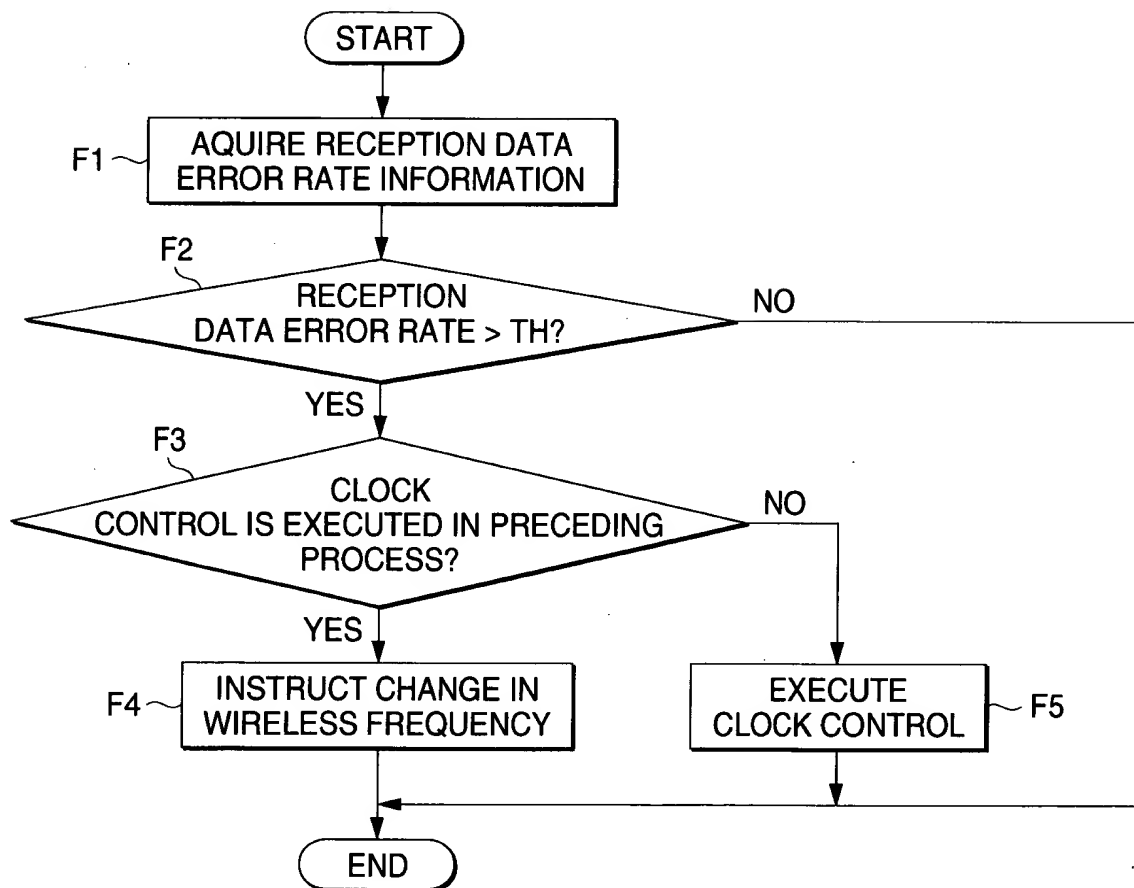 START
F1
AQUIRE RECEPTION DATA
ERROR RATE INFORMATION
F2
RECEPTION
DATA ERROR RATE > TH?
NO
YES
F3
CLOCK
CONTROL IS EXECUTED IN PRECEDING
PROCESS?
NO
YES
F4
INSTRUCT CHANGE IN
WIRELESS FREQUENCY
EXECUTE
CLOCK CONTROL
F5
END